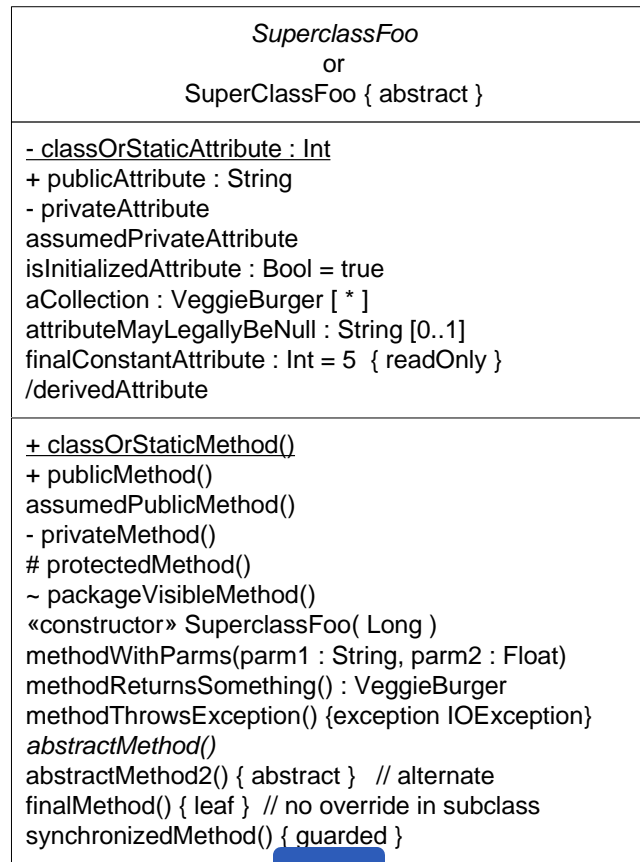 SuperclassFoo
or
SuperClassFoo { abstract }
- classOrStaticAttribute : Int
+ publicAttribute : String
- privateAttribute
assumedPrivateAttribute
isInitializedAttribute : Bool = true
aCollection : VeggieBurger [ * ]
attributeMayLegallyBeNull : String [0..1]
finalConstantAttribute : Int = 5 { readOnly }
/derivedAttribute
+ classOrStaticMethod()
+ publicMethod()
assumedPublicMethod()
- privateMethod()
# protectedMethod()
~ packageVisibleMethod()
«constructor» SuperclassFoo( Long )
methodWithParms(parm1 : String, parm2 : Float)
methodReturnsSomething() : VeggieBurger
methodThrowsException() {exception IOException}
abstractMethod()
abstractMethod2() { abstract } // alternate
finalMethod() { leaf } // no override in subclass
synchronizedMethod() { guarded }